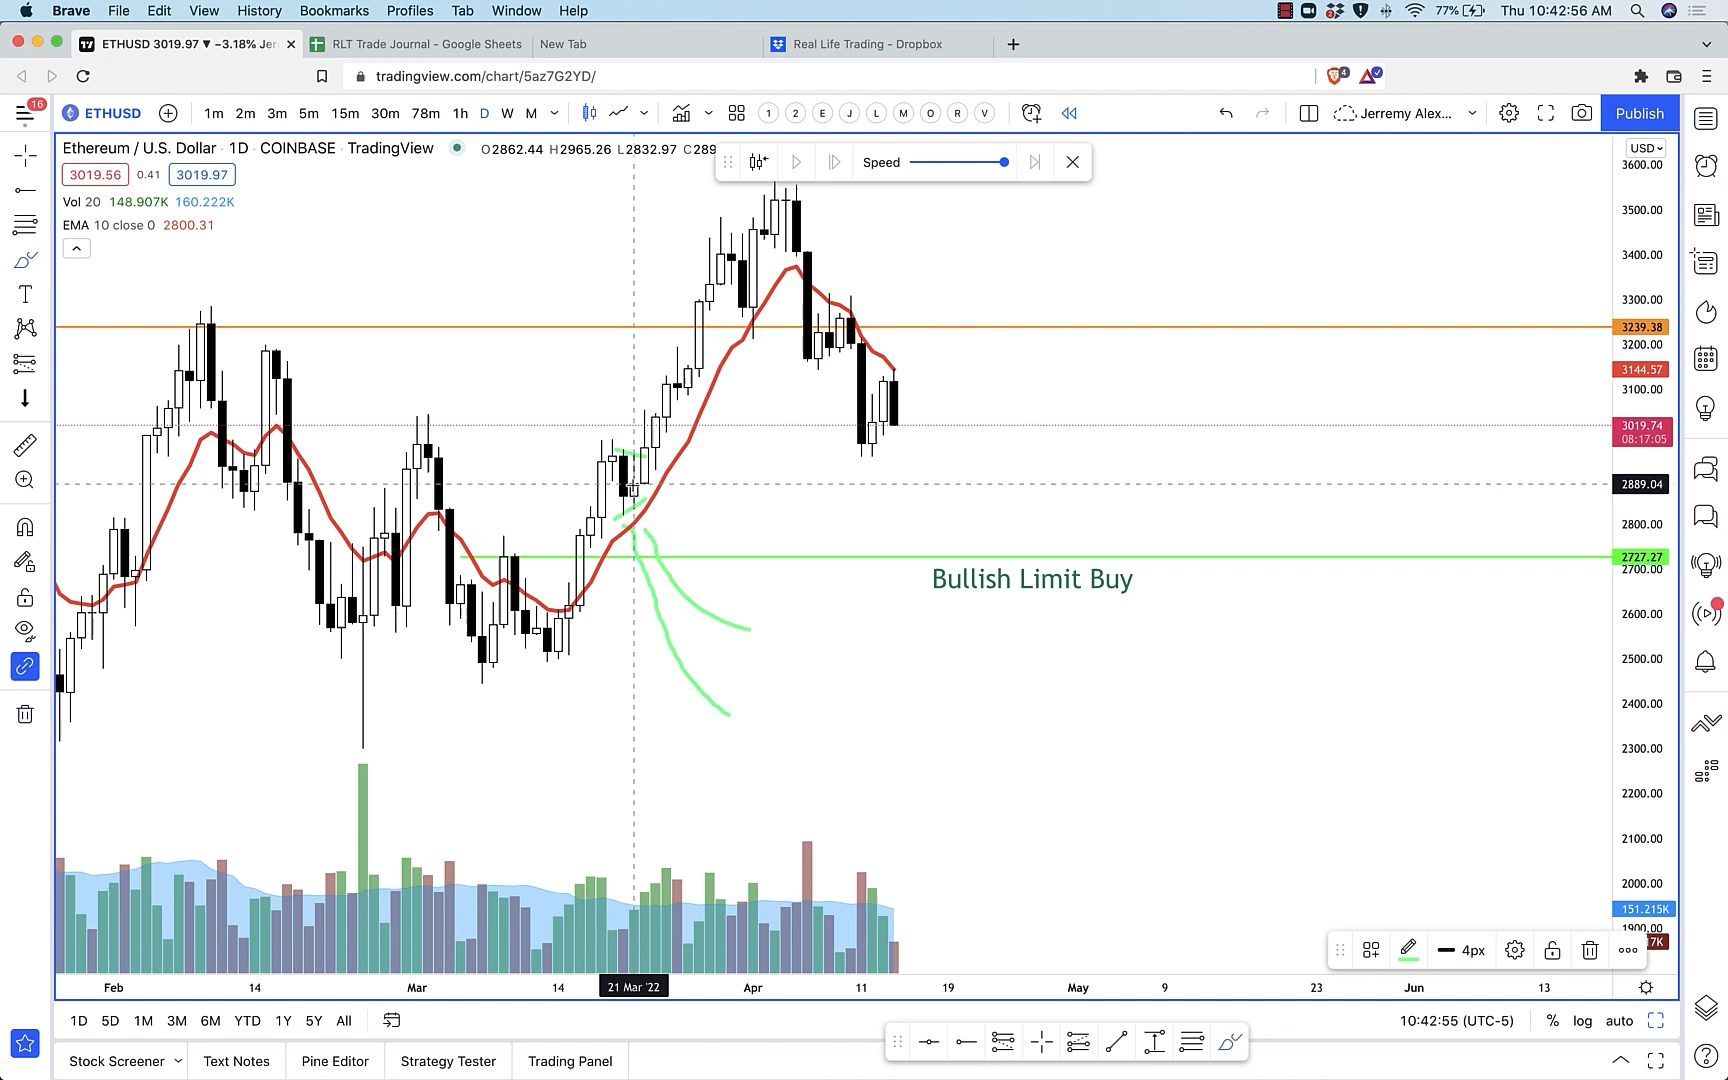 Brave File Edit View History Bookmarks Profiles Tab Window Help 2 77% Thu 10:42:56 AM
ETHUSD 3019.97 ▼ −3.18% Jer RLT Trade Journal - Google Sheets New Tab Real Life Trading - Dropbox
tradingview.com/chart/5az7G2YD/ 4
16 ETHUSD 1m 2m 3m 5m 15m 30m 78m 1h D W M 1 2 E J L M O R V Jerremy Alex... Publish
Ethereum / U.S. Dollar · 1D · COINBASE · TradingView O2862.44 H2965.26 L2832.97 C289 Speed USD
3019.56 0.41 3019.97
Vol 20 148.907K 160.222K
EMA 10 close 0 2800.31
3600.00
3500.00
3400.00
3300.00
3239.38
3200.00
3144.57
3100.00
3019.74
08:17:05
2889.04
2800.00
2727.27
2700.00
Bullish Limit Buy
2600.00
2500.00
2400.00
2300.00
2200.00
2100.00
2000.00
151.215K
1900.00
7K
4px
Feb 14 Mar 14 21 Mar '22 Apr 11 19 May 9 23 Jun 13
1D 5D 1M 3M 6M YTD 1Y 5Y All 10:42:55 (UTC-5) % log auto
Stock Screener Text Notes Pine Editor Strategy Tester Trading Panel